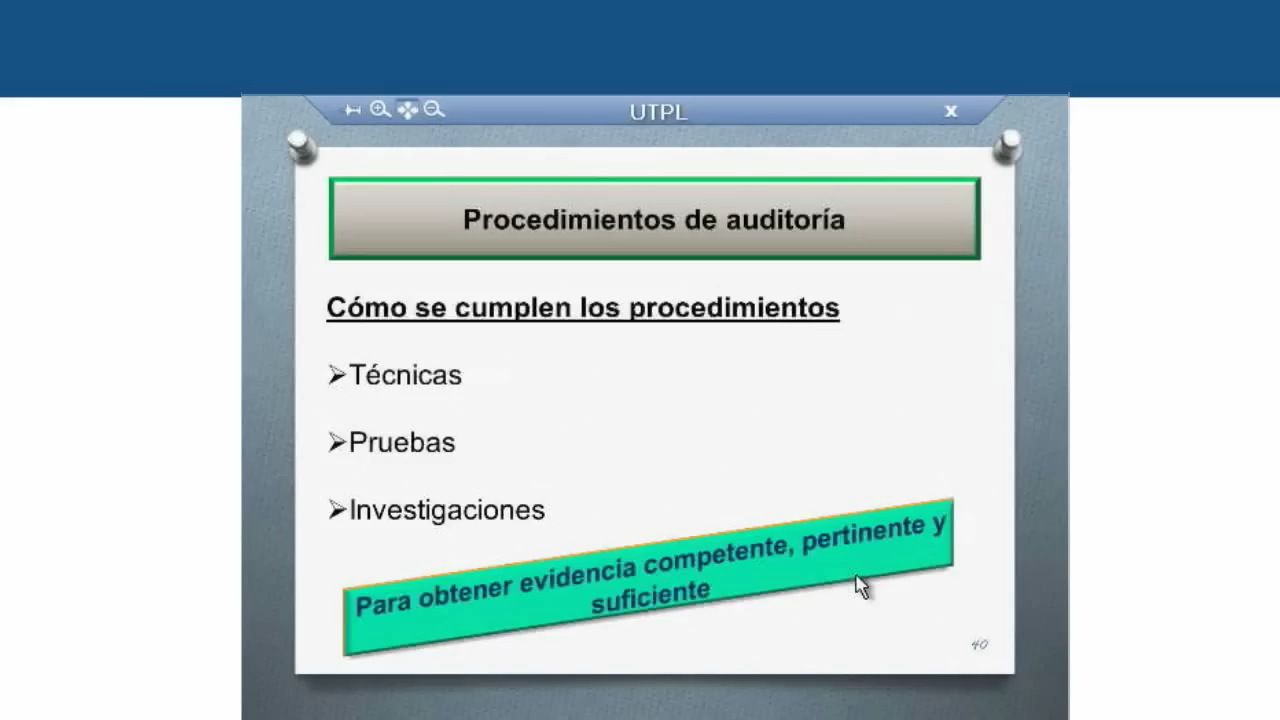 UTPL
Procedimientos de auditoría
Cómo se cumplen los procedimientos
➢Técnicas
➢Pruebas
➢Investigaciones
Para obtener evidencia competente, pertinente y
suficiente
40